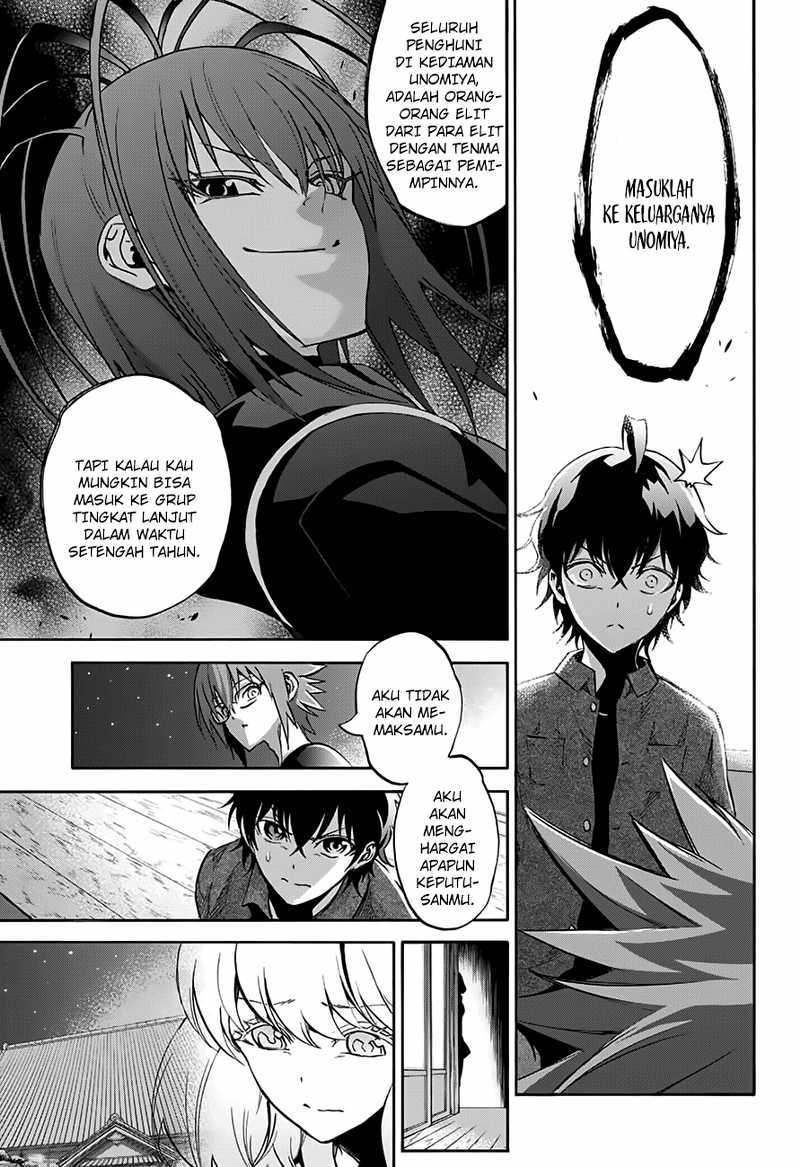 MASUKLAH
KE KELUARGANYA
UNOMIYA.
SELURUH
PENGHUNI
DI KEDIAMAN
UNOMIYA,
ADALAH ORANG-
ORANG ELIT
DARI PARA ELIT
DENGAN TENMA
SEBAGAI PEMI-
MPINNYA.
TAPI KALAU KAU
MUNGKIN BISA
MASUK KE GRUP
TINGKAT LANJUT
DALAM WAKTU
SETENGAH TAHUN.
AKU TIDAK
AKAN ME-
MAKSAMU.
AKU
AKAN
MENG-
HARGAI
APAPUN
KEPUTU-
SANMU.